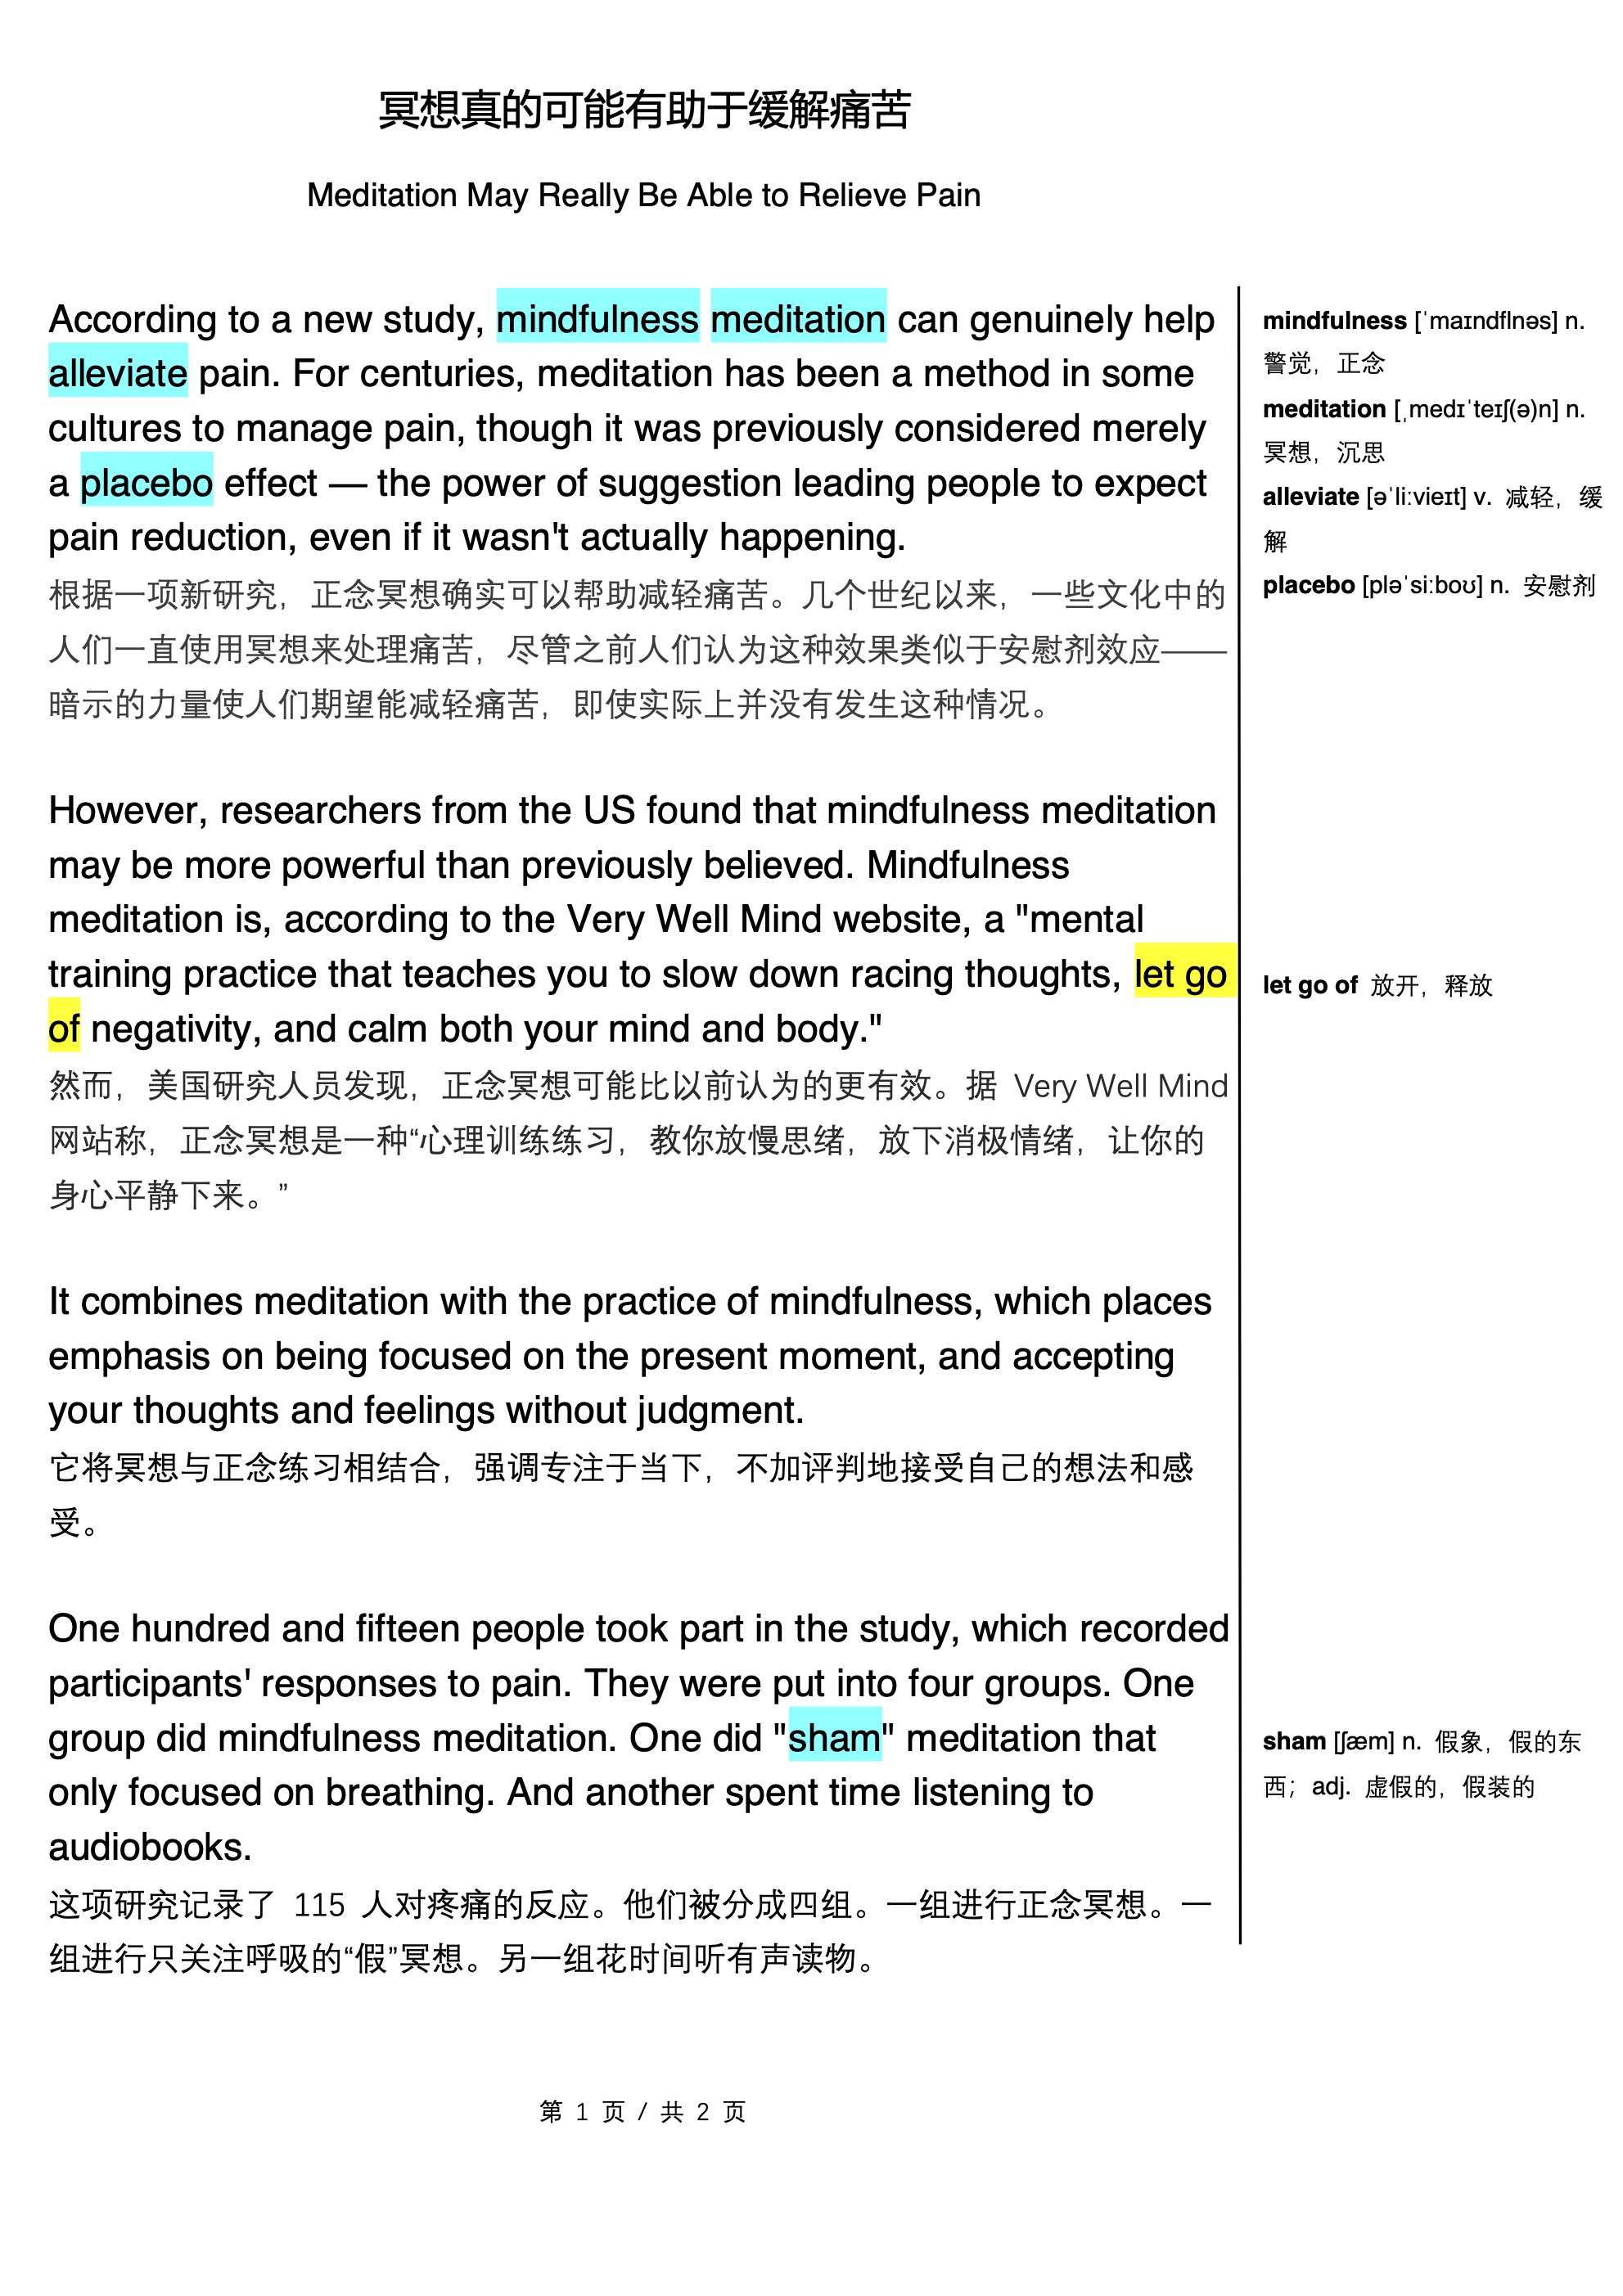 冥想真的可能有助于缓解痛苦
Meditation May Really Be Able to Relieve Pain
According to a new study, mindfulness meditation can genuinely help
alleviate pain. For centuries, meditation has been a method in some
cultures to manage pain, though it was previously considered merely
a placebo effect — the power of suggestion leading people to expect
pain reduction, even if it wasn't actually happening.
根据一项新研究，正念冥想确实可以帮助减轻痛苦。几个世纪以来，一些文化中的
人们一直使用冥想来处理痛苦，尽管之前人们认为这种效果类似于安慰剂效应——
暗示的力量使人们期望能减轻痛苦，即使实际上并没有发生这种情况。
mindfulness [ˈmaɪndflnəs] n.
警觉，正念
meditation [ˌmedɪˈteɪʃ(ə)n] n.
冥想，沉思
alleviate [əˈliːvieɪt] v. 减轻，缓
解
placebo [pləˈsiːboʊ] n. 安慰剂
However, researchers from the US found that mindfulness meditation
may be more powerful than previously believed. Mindfulness
meditation is, according to the Very Well Mind website, a "mental
training practice that teaches you to slow down racing thoughts, let go
of negativity, and calm both your mind and body."
然而，美国研究人员发现，正念冥想可能比以前认为的更有效。据 Very Well Mind
网站称，正念冥想是一种“心理训练练习，教你放慢思绪，放下消极情绪，让你的
身心平静下来。”
let go of 放开，释放
It combines meditation with the practice of mindfulness, which places
emphasis on being focused on the present moment, and accepting
your thoughts and feelings without judgment.
它将冥想与正念练习相结合，强调专注于当下，不加评判地接受自己的想法和感
受。
One hundred and fifteen people took part in the study, which recorded
participants' responses to pain. They were put into four groups. One
group did mindfulness meditation. One did "sham" meditation that
only focused on breathing. And another spent time listening to
audiobooks.
这项研究记录了 115 人对疼痛的反应。他们被分成四组。一组进行正念冥想。一
组进行只关注呼吸的“假”冥想。另一组花时间听有声读物。
sham [ʃæm] n. 假象，假的东
西；adj. 虚假的，假装的
第 1 页 / 共 2 页